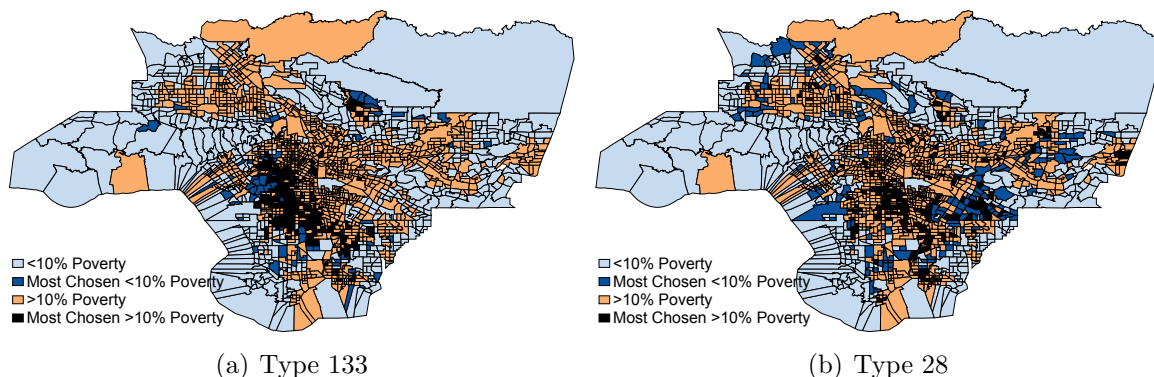 <10% Poverty
Most Chosen <10% Poverty
>10% Poverty
Most Chosen >10% Poverty
(a) Type 133
<10% Poverty
Most Chosen <10% Poverty
>10% Poverty
Most Chosen >10% Poverty
(b) Type 28